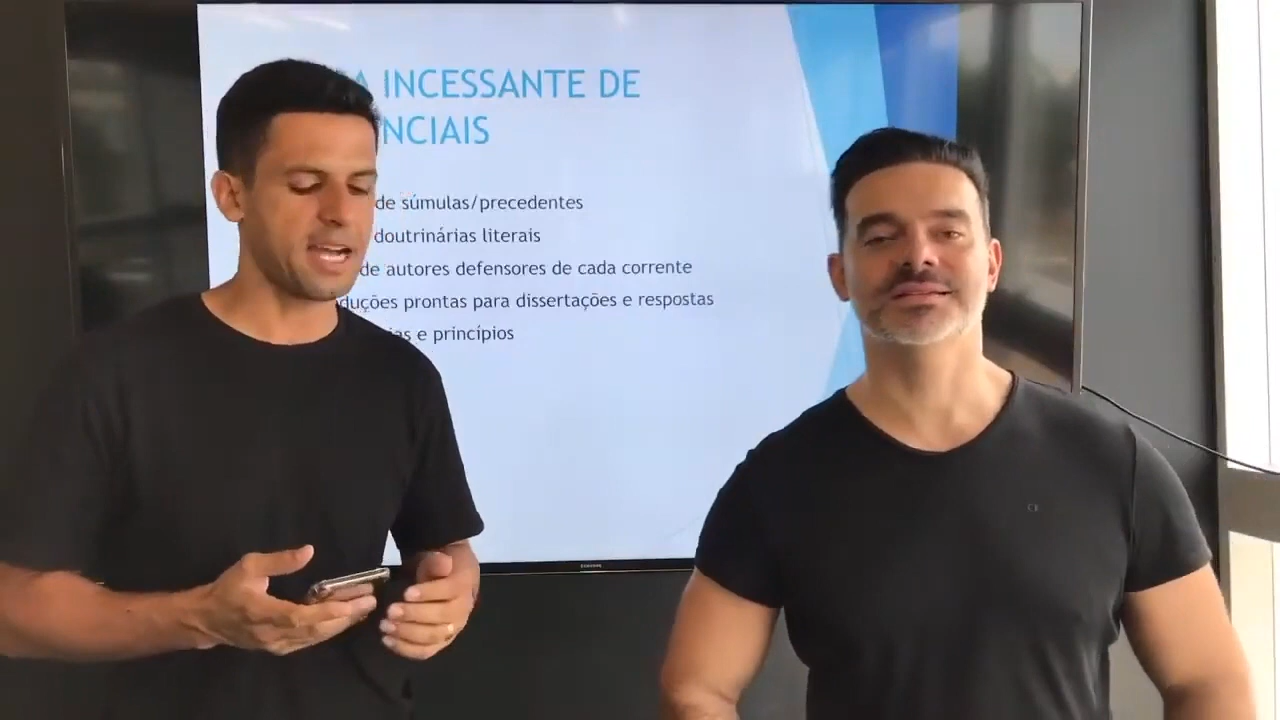 INCESSANTE DE
NCIAIS
de súmulas/precedentes
doutrinárias literais
de autores defensores de cada corrente
duções prontas para dissertações e respostas
e princípios
SAMSUNG